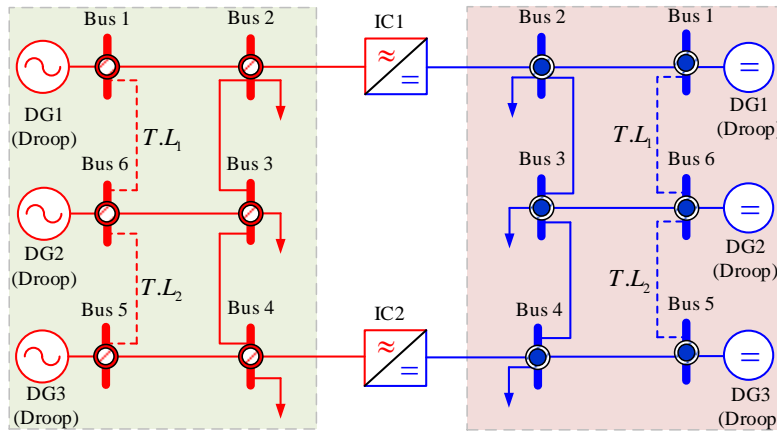 Bus 1
Bus 2
IC1
Bus 2
Bus 1
≈
=
=
DG1
(Droop)
T.L₁
T.L₁
DG1
(Droop)
Bus 6
Bus 3
Bus 3
Bus 6
=
DG2
(Droop)
T.L₂
T.L₂
DG2
(Droop)
Bus 5
Bus 4
IC2
Bus 4
Bus 5
≈
=
=
DG3
(Droop)
DG3
(Droop)